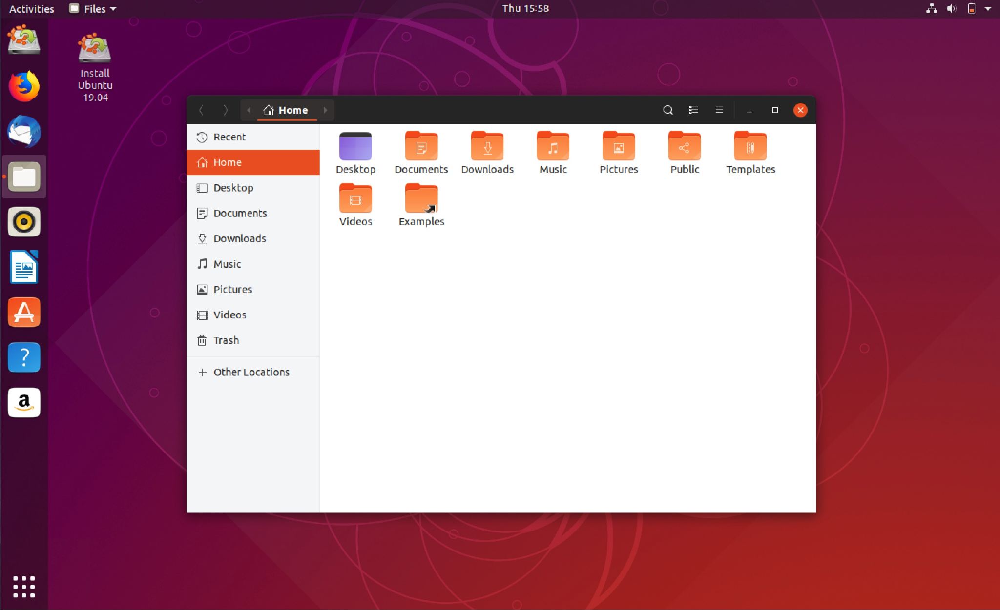 Activities
Files
Thu 15:58
Install
Ubuntu
19.04
Home
Recent
Home
Desktop
Documents
Downloads
Music
Pictures
Videos
Trash
Other Locations
Desktop
Documents
Downloads
Music
Pictures
Public
Templates
Videos
Examples
A
?
a